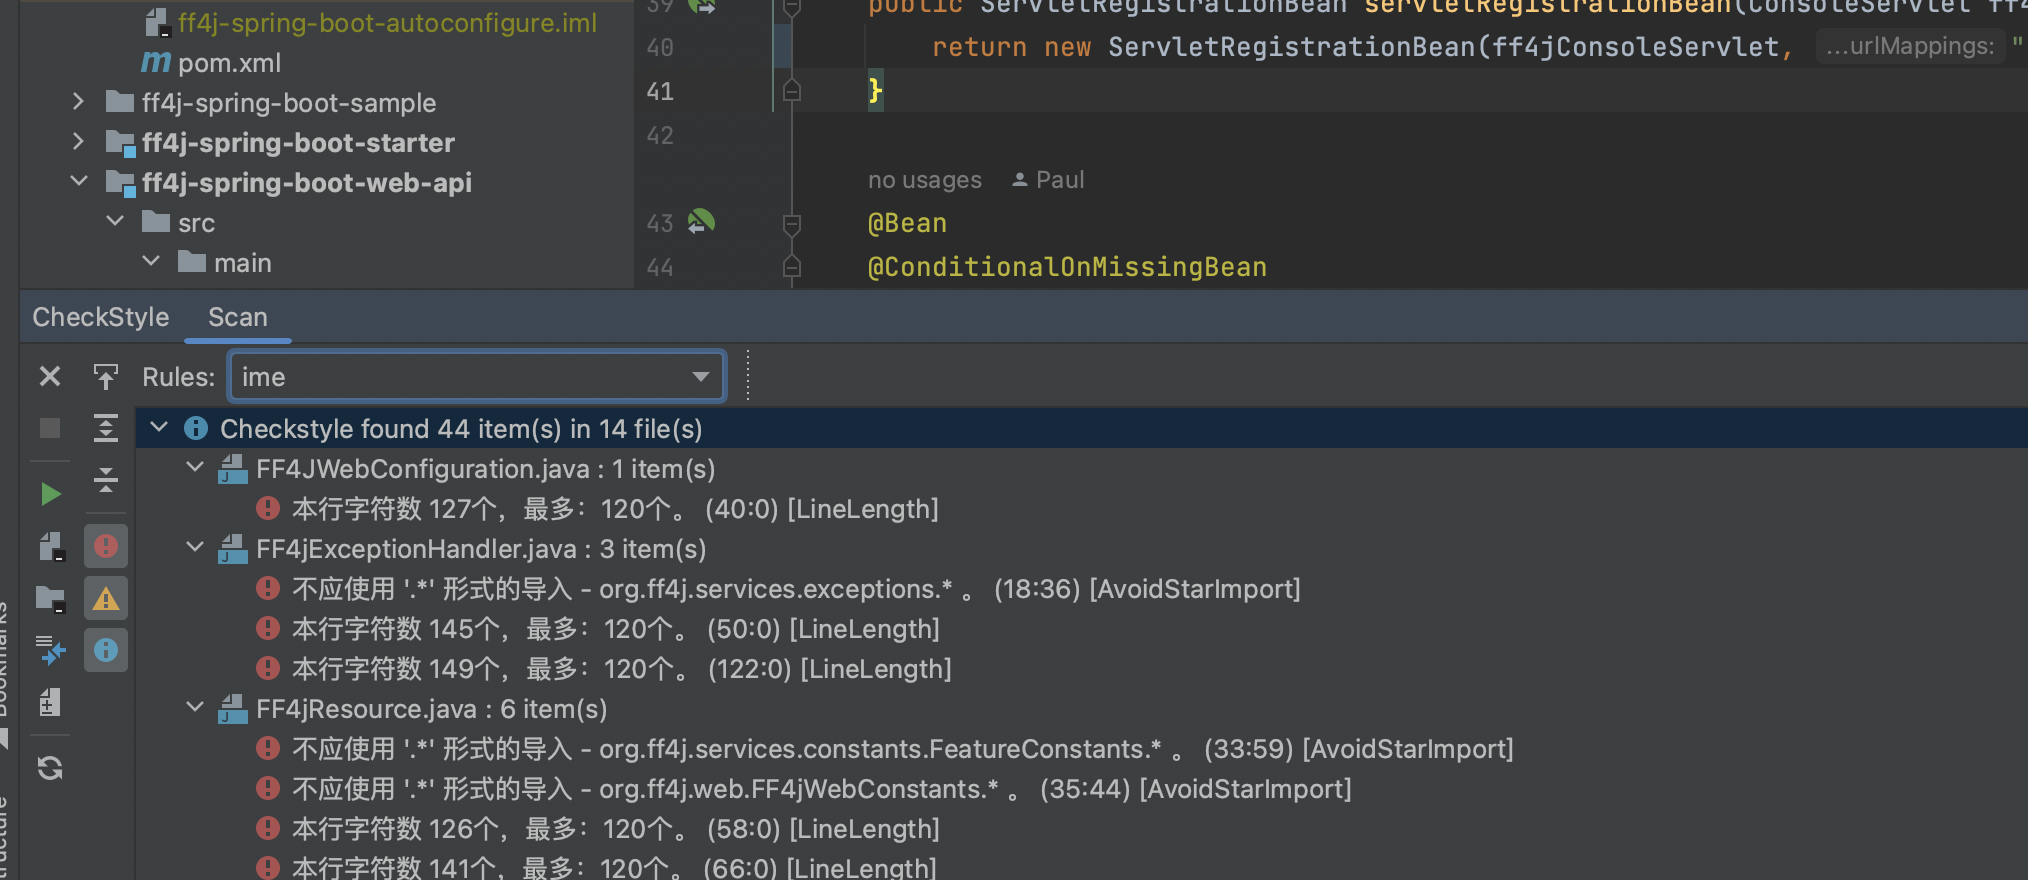 ff4j-spring-boot-autoconfigure.iml
pom.xml
ff4j-spring-boot-sample
ff4j-spring-boot-starter
ff4j-spring-boot-web-api
src
main
39 public ServletRegistrationBean servletRegistrationBean(ConsoleServlet ff4
40 return new ServletRegistrationBean(ff4jConsoleServlet, ...urlMappings: "
41 }
42
no usages Paul
43 @Bean
44 @ConditionalOnMissingBean
CheckStyle Scan
Rules: ime
Checkstyle found 44 item(s) in 14 file(s)
FF4JWebConfiguration.java : 1 item(s)
本行字符数 127个，最多：120个。 (40:0) [LineLength]
FF4jExceptionHandler.java : 3 item(s)
不应使用 '.*' 形式的导入 - org.ff4j.services.exceptions.* 。 (18:36) [AvoidStarImport]
本行字符数 145个，最多：120个。 (50:0) [LineLength]
本行字符数 149个，最多：120个。 (122:0) [LineLength]
FF4jResource.java : 6 item(s)
不应使用 '.*' 形式的导入 - org.ff4j.services.constants.FeatureConstants.* 。 (33:59) [AvoidStarImport]
不应使用 '.*' 形式的导入 - org.ff4j.web.FF4jWebConstants.* 。 (35:44) [AvoidStarImport]
本行字符数 126个，最多：120个。 (58:0) [LineLength]
本行字符数 141个，最多：120个。 (66:0) [LineLength]
Bookmarks